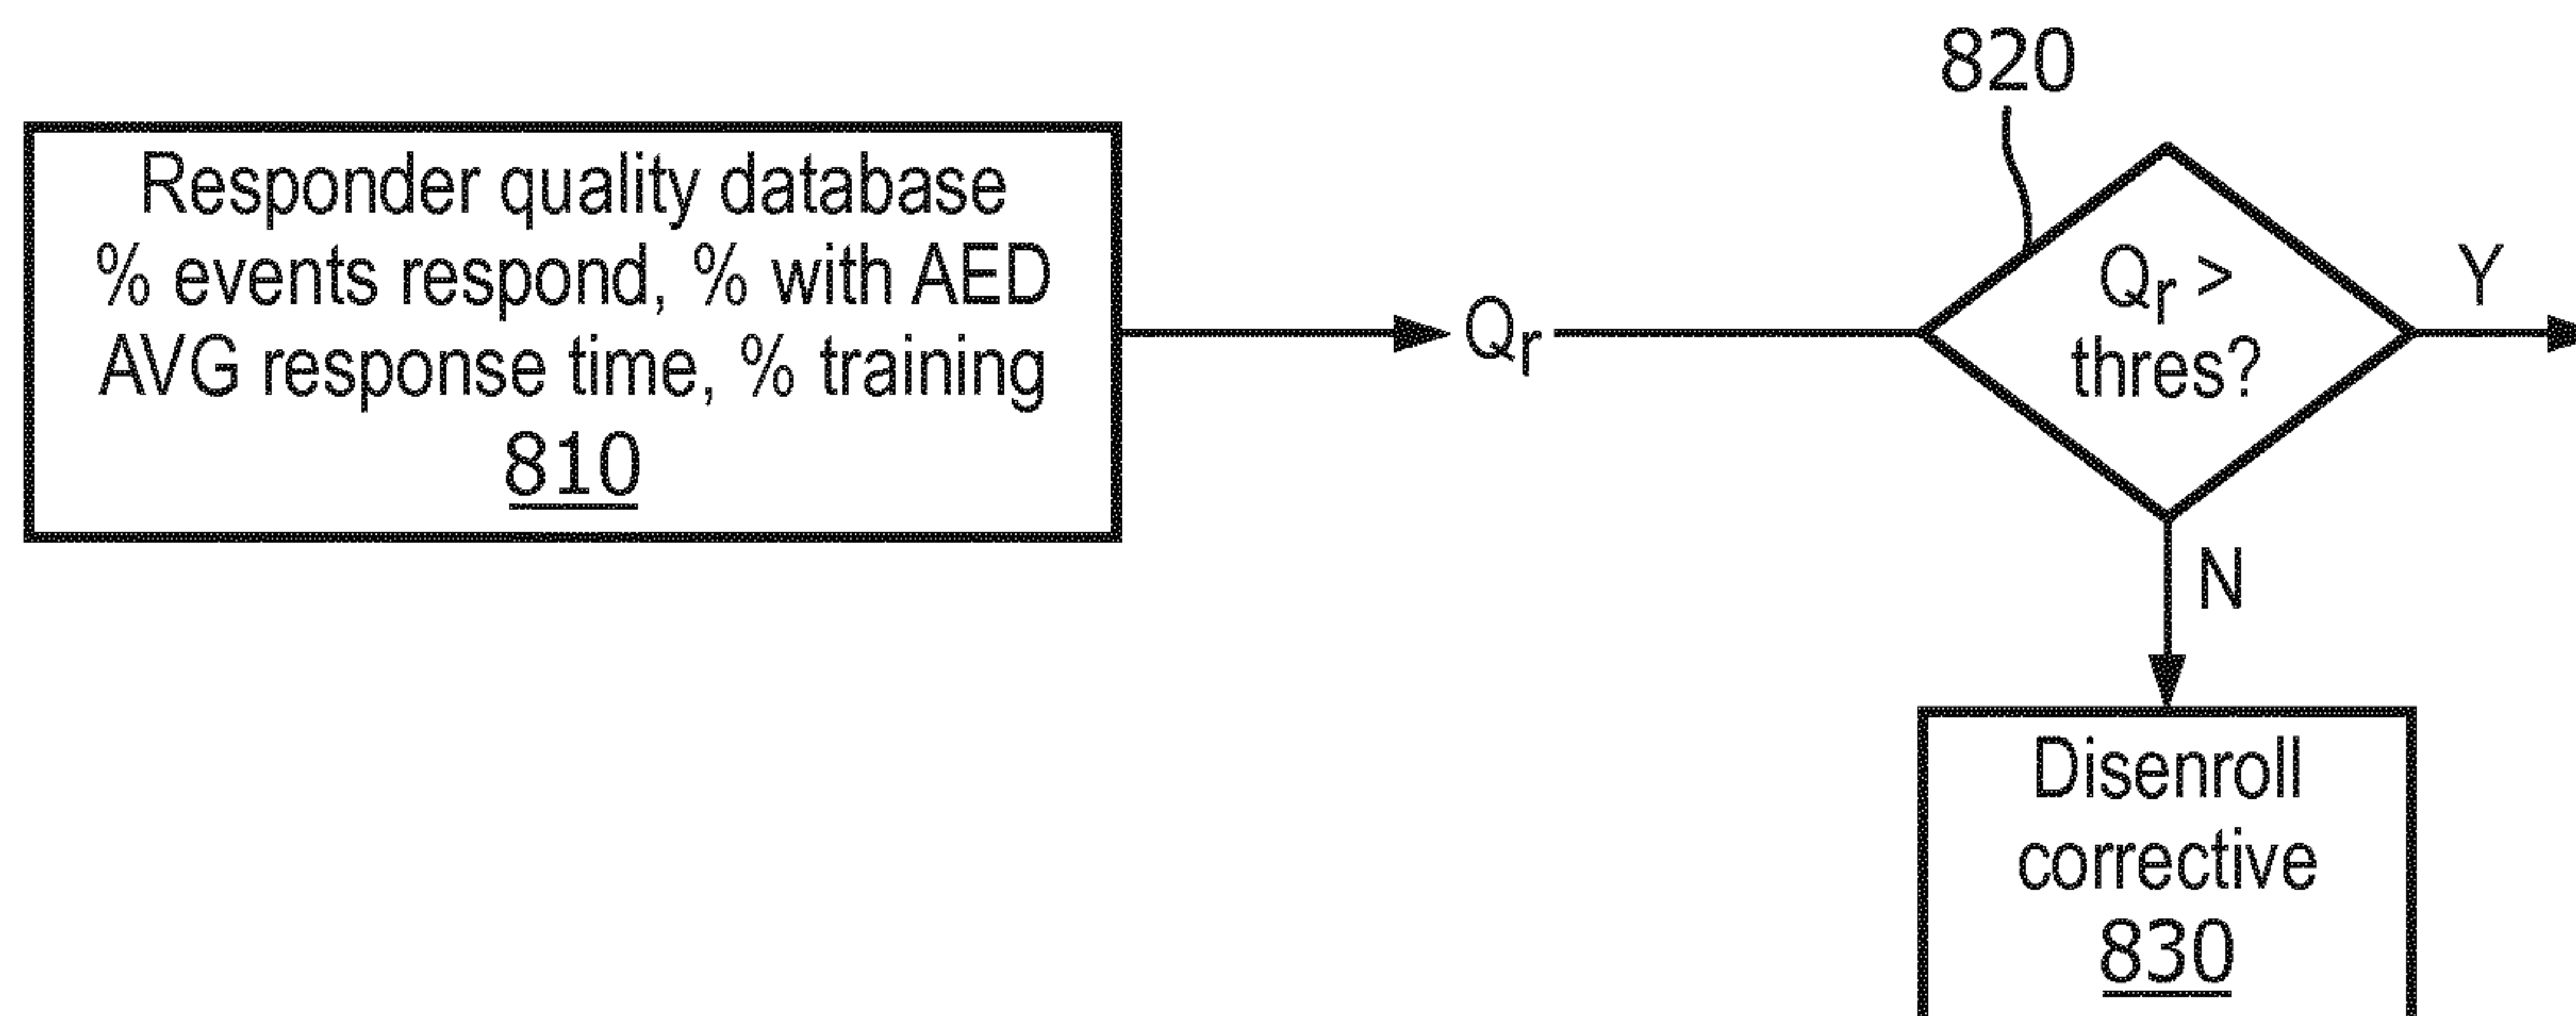 820
Responder quality database
% events respond, % with AED
AVG response time, % training
810
Qr
Qr >
thres?
Y
N
Disenroll
corrective
830